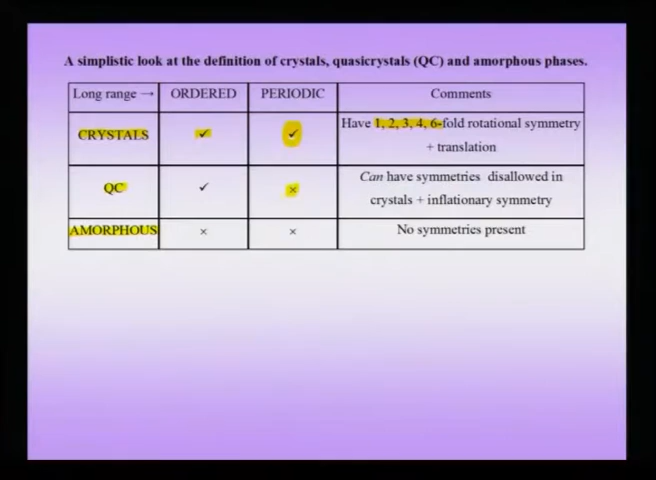 A simplistic look at the definition of crystals, quasicrystals (QC) and amorphous phases.
Long range → ORDERED PERIODIC Comments
CRYSTALS ✓ ✓ Have 1, 2, 3, 4, 6-fold rotational symmetry
+ translation
QC ✓ × Can have symmetries disallowed in
crystals + inflationary symmetry
AMORPHOUS × × No symmetries present